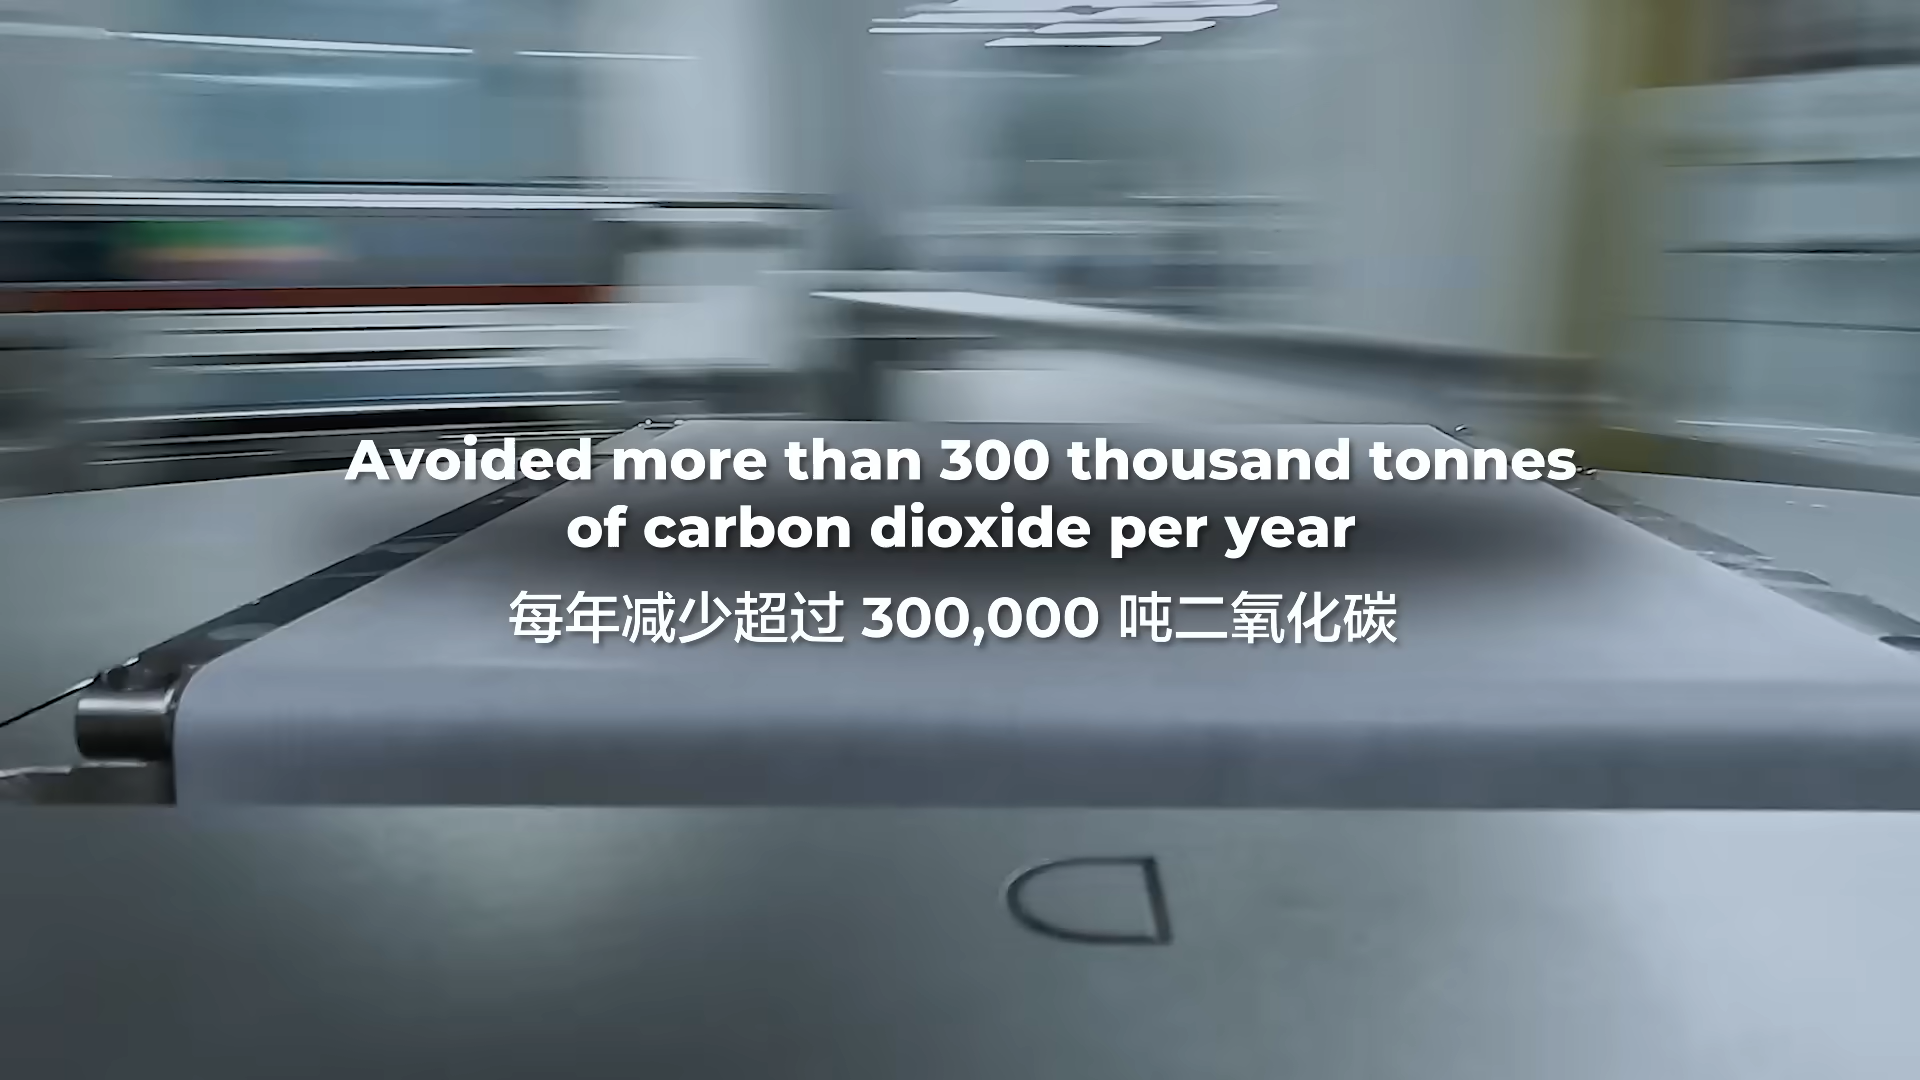 Avoided more than 300 thousand tonnes
of carbon dioxide per year
每年减少超过 300,000 吨二氧化碳